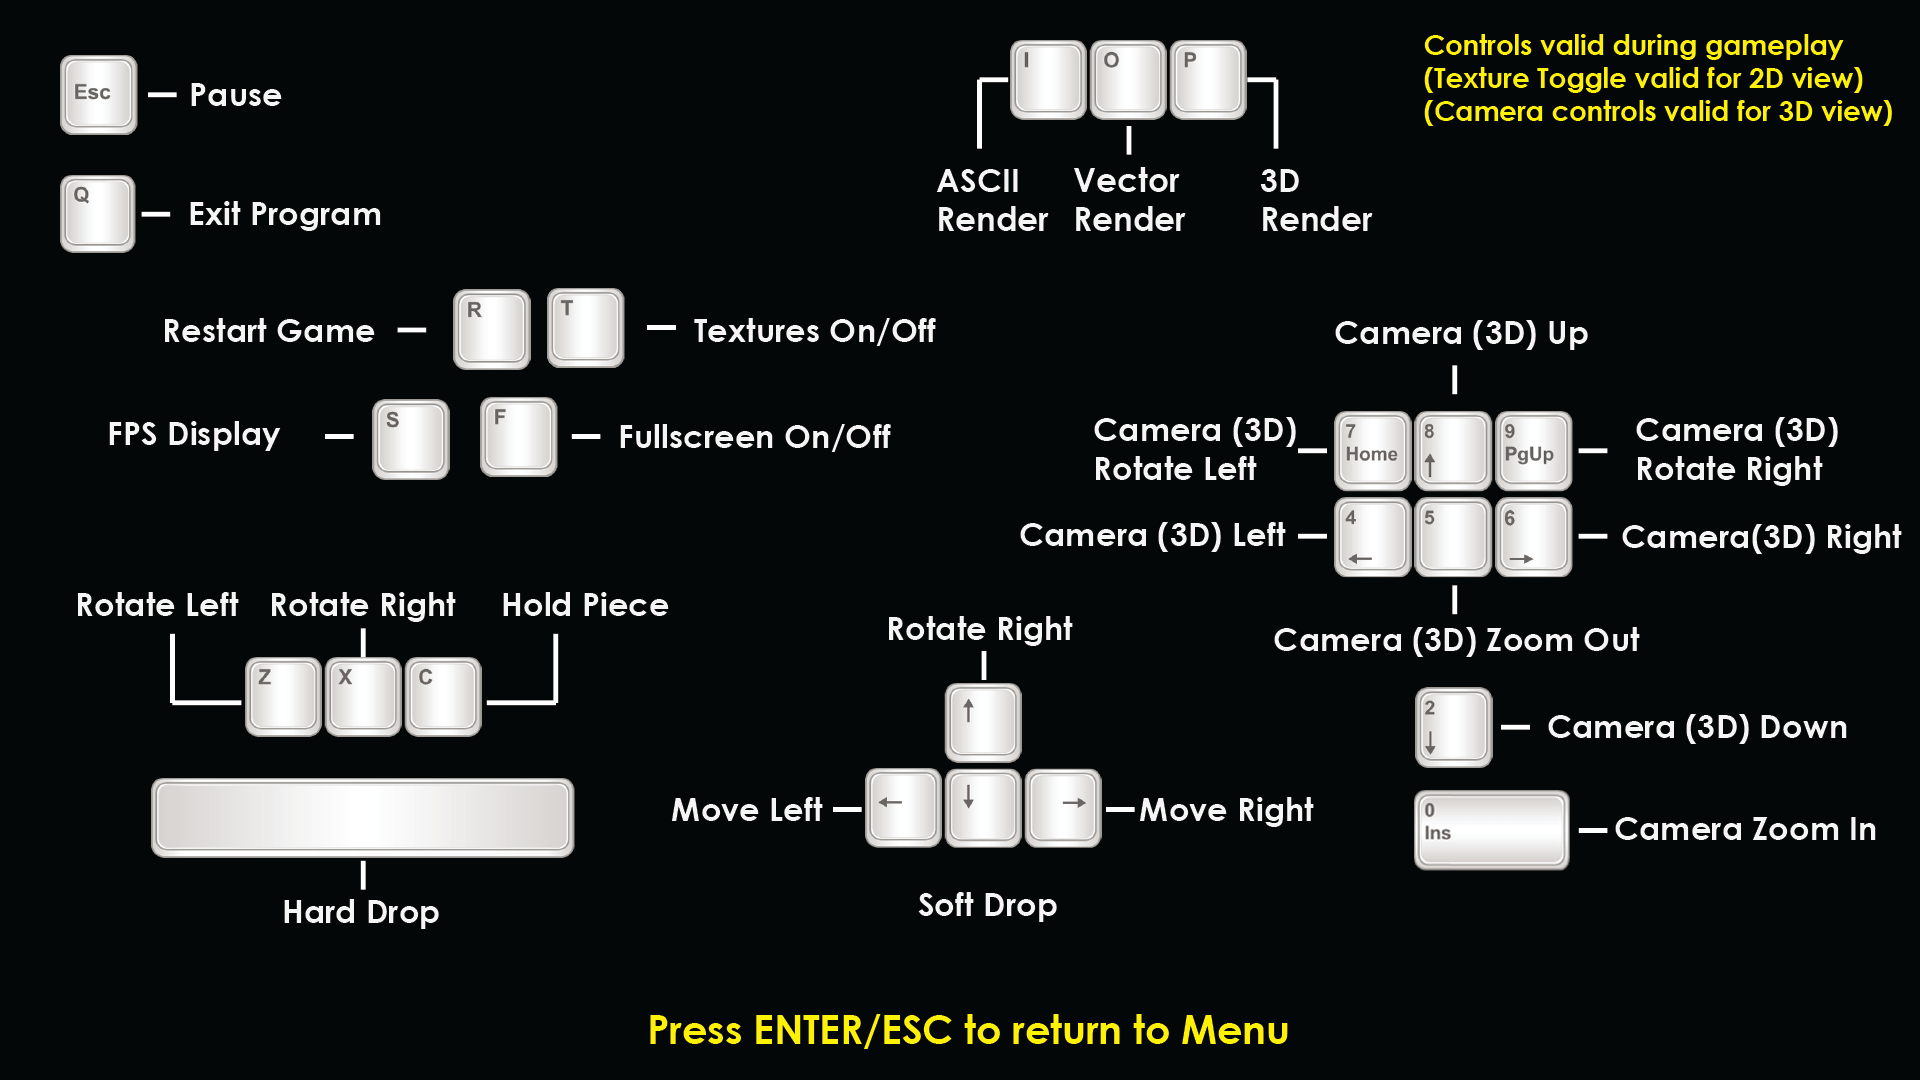 Esc
Pause
Q
Exit Program
I
O
P
ASCII
Render
Vector
Render
3D
Render
Controls valid during gameplay
(Texture Toggle valid for 2D view)
(Camera controls valid for 3D view)
Restart Game
R
T
Textures On/Off
FPS Display
S
F
Fullscreen On/Off
Camera (3D) Up
Camera (3D)
Rotate Left
7
Home
8
↑
9
PgUp
Camera (3D)
Rotate Right
Camera (3D) Left
4
←
5
6
→
Camera(3D) Right
Camera (3D) Zoom Out
2
↓
Camera (3D) Down
0
Ins
Camera Zoom In
Rotate Left
Rotate Right
Hold Piece
Z
X
C
Hard Drop
Rotate Right
↑
Move Left
←
↓
→
Move Right
Soft Drop
Press ENTER/ESC to return to Menu